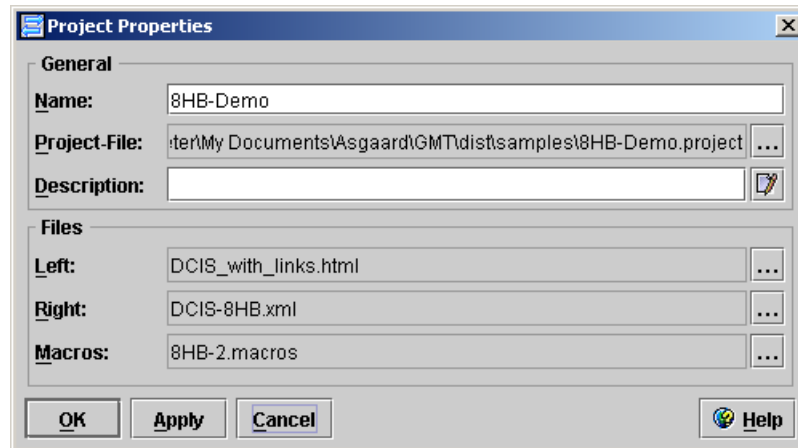 Project Properties
General
Name: 8HB-Demo
Project-File: ter\My Documents\Asgaard\GMT\dist\samples\8HB-Demo.project ...
Description:
Files
Left: DCIS_with_links.html ...
Right: DCIS-8HB.xml ...
Macros: 8HB-2.macros ...
OK Apply Cancel Help